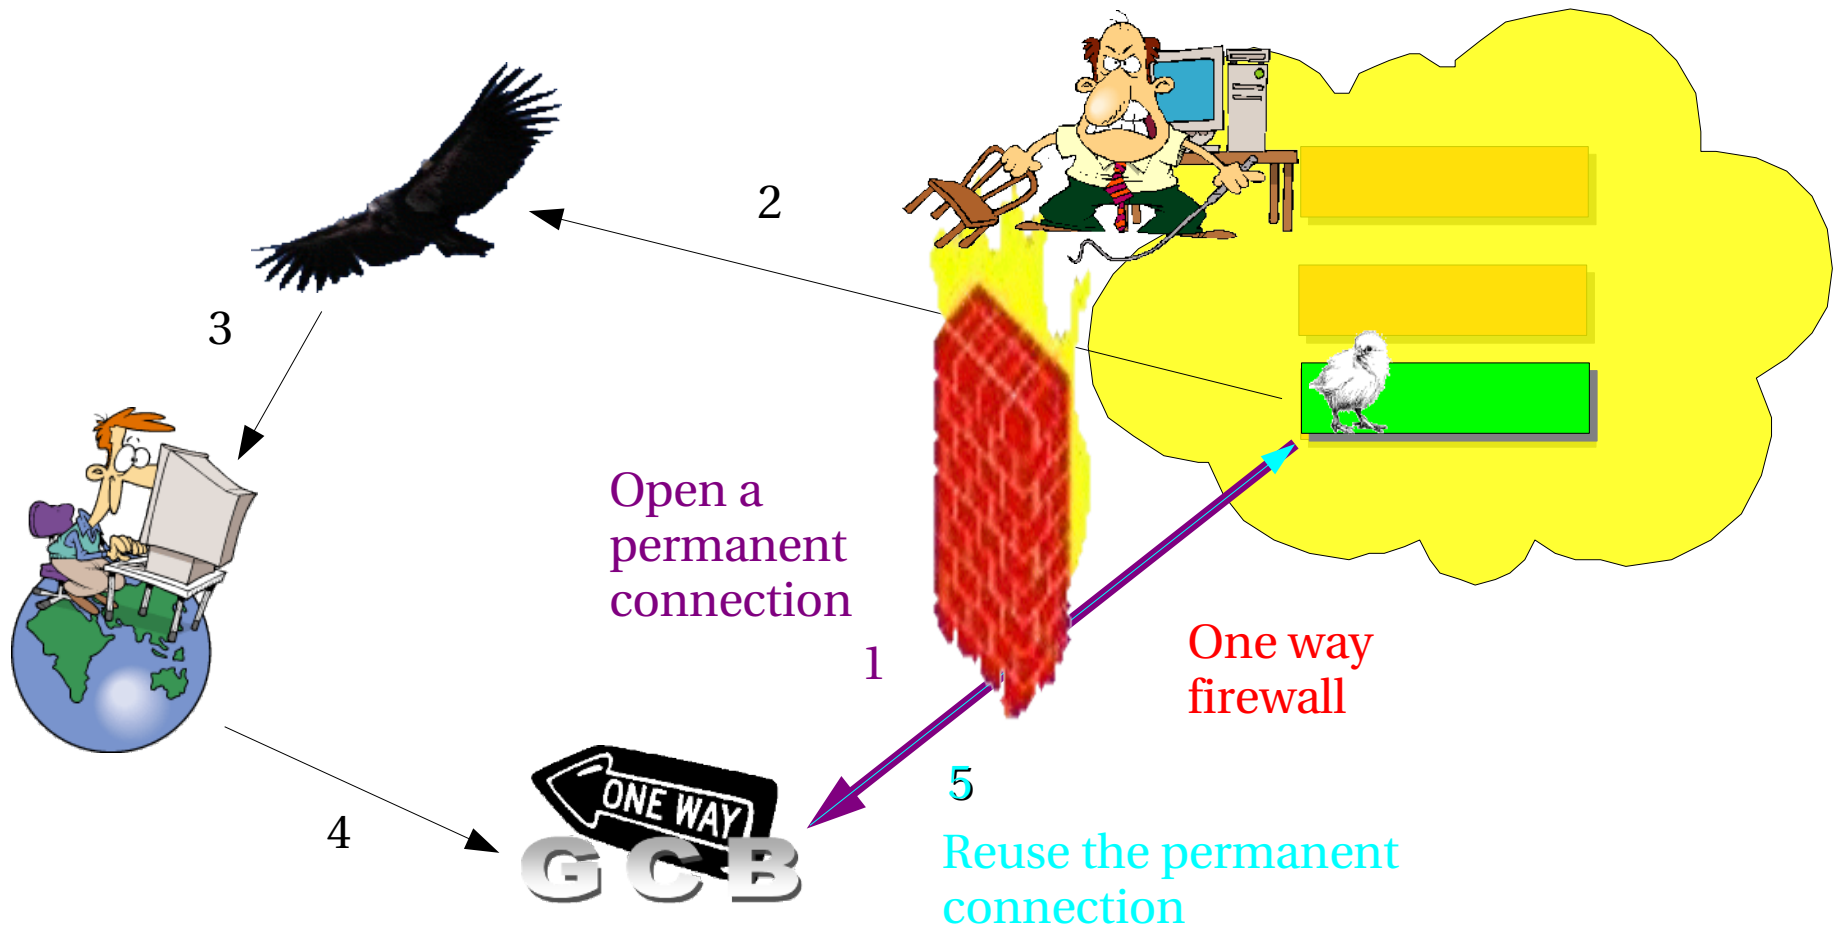 2
3
Open a
permanent
connection
1
One way
firewall
ONE WAY
GCB
4
5
Reuse the permanent
connection